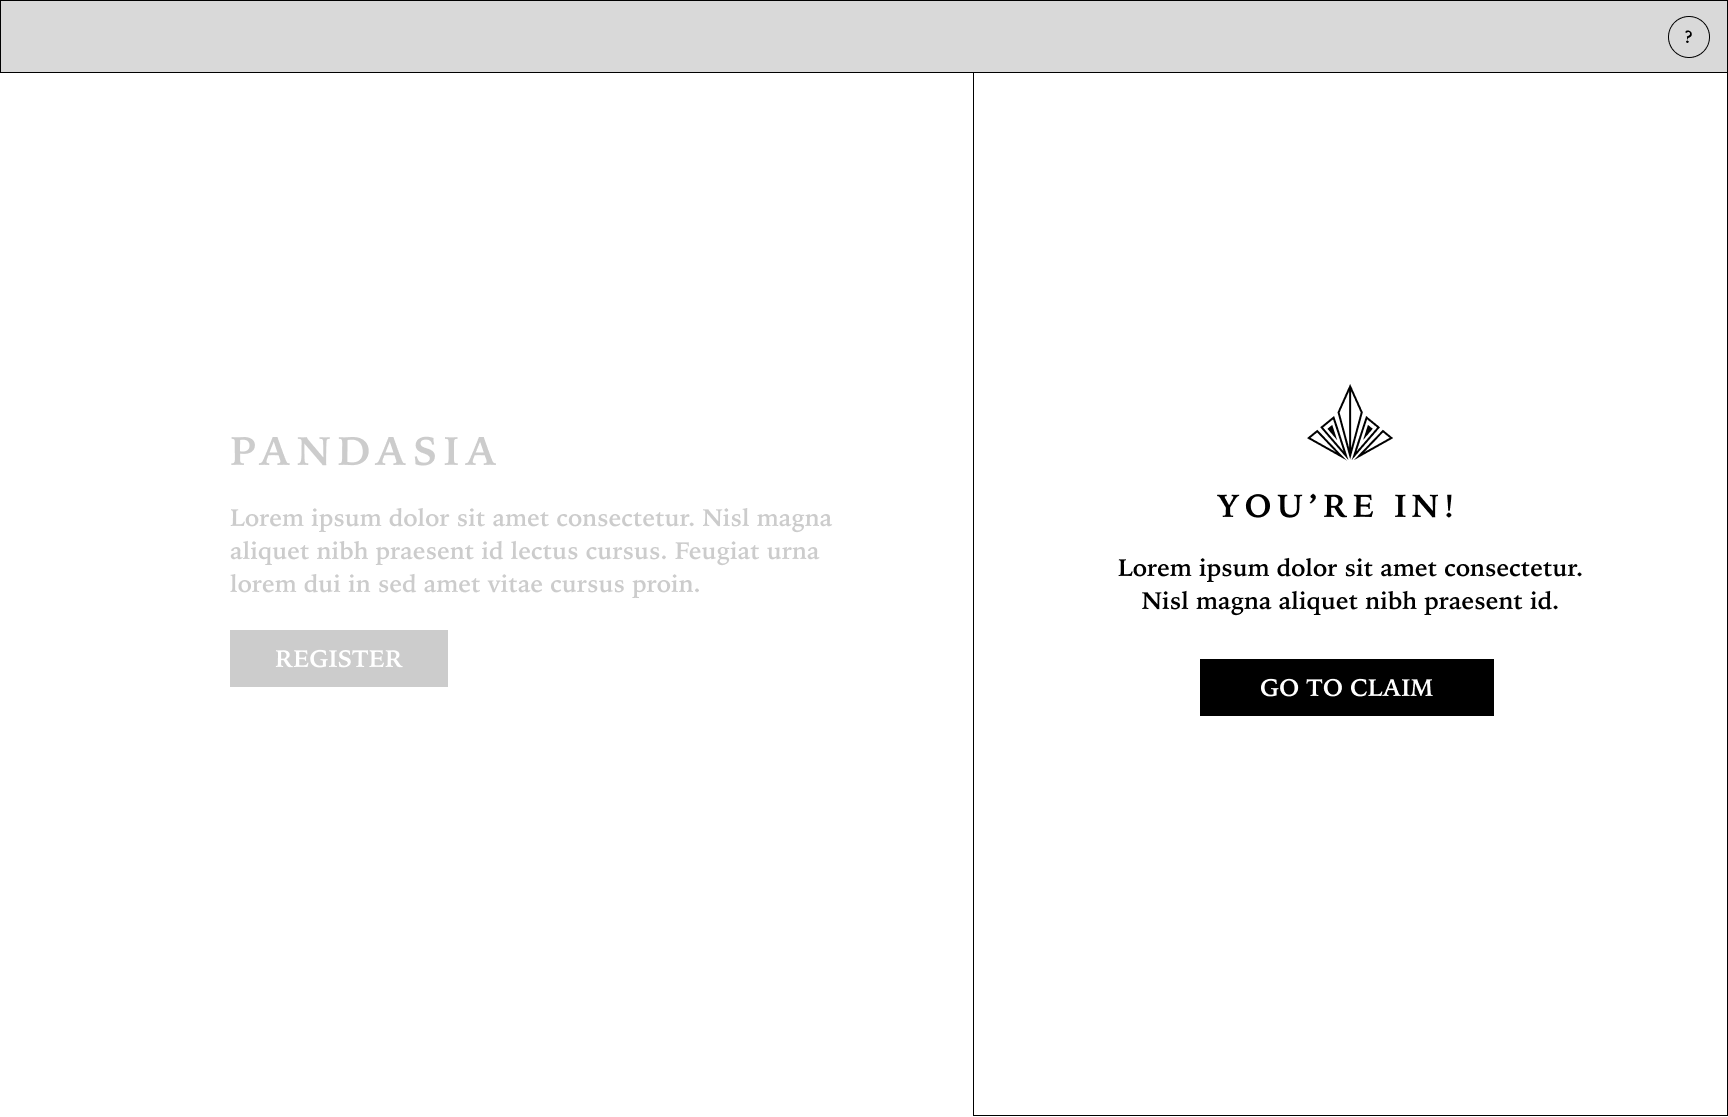 ?
PANDASIA
Lorem ipsum dolor sit amet consectetur. Nisl magna
aliquet nibh praesent id lectus cursus. Feugiat urna
lorem dui in sed amet vitae cursus proin.
REGISTER
YOU’RE IN!
Lorem ipsum dolor sit amet consectetur.
Nisl magna aliquet nibh praesent id.
GO TO CLAIM